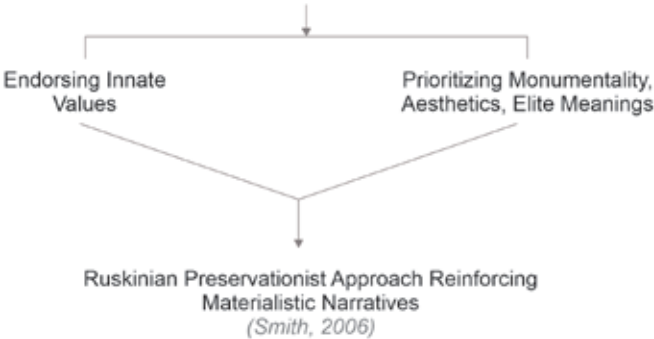 Endorsing Innate
Values
Prioritizing Monumentality,
Aesthetics, Elite Meanings
Ruskinian Preservationist Approach Reinforcing
Materialistic Narratives
(Smith, 2006)